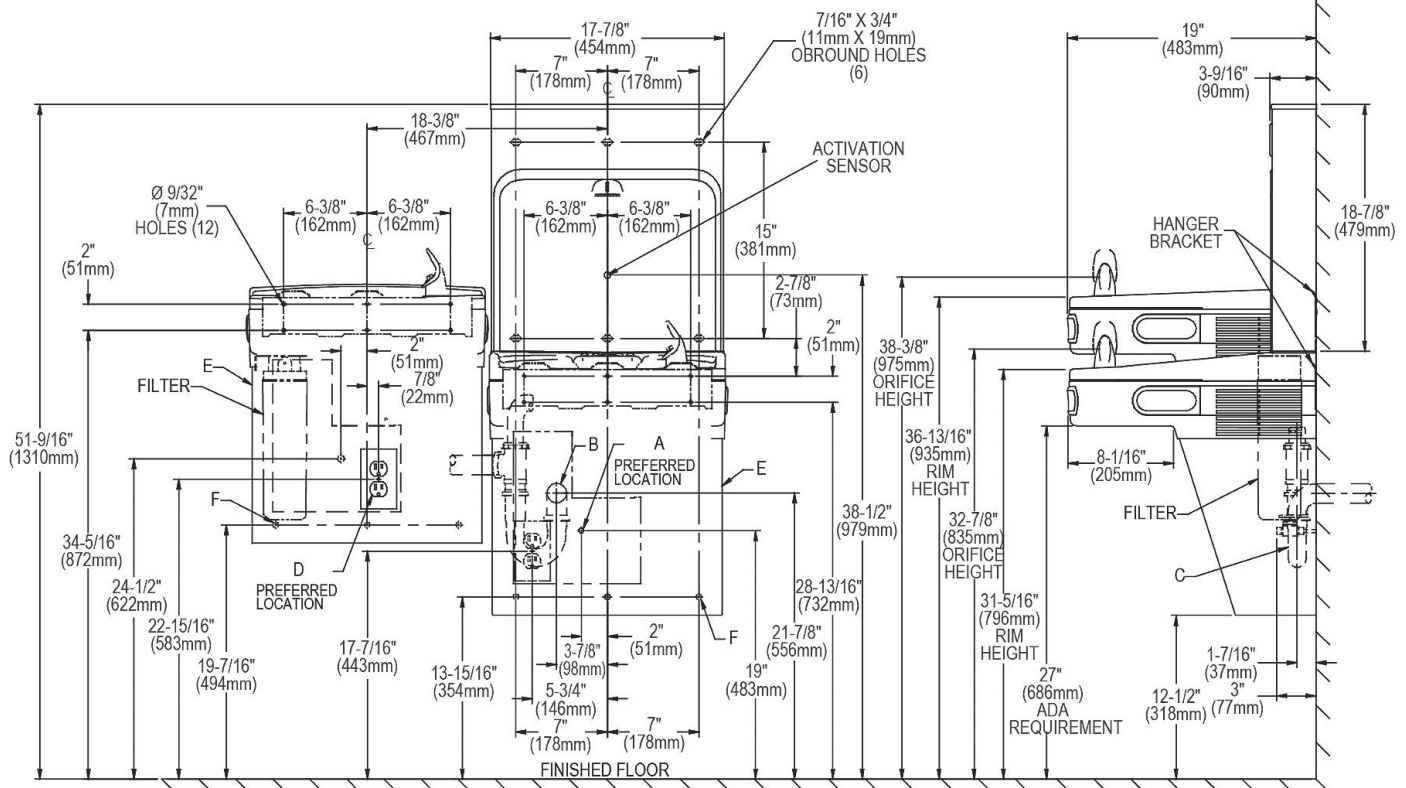 17-7/8"
(454mm)
7"
(178mm)
7"
(178mm)
7/16" X 3/4"
(11mm X 19mm)
OBROUND HOLES
(6)
19"
(483mm)
3-9/16"
(90mm)
C
L
18-3/8"
(467mm)
ACTIVATION
SENSOR
Ø 9/32"
(7mm)
HOLES (12)
6-3/8"
(162mm)
6-3/8"
(162mm)
6-3/8"
(162mm)
6-3/8"
(162mm)
15"
(381mm)
HANGER
BRACKET
18-7/8"
(479mm)
2"
(51mm)
C
L
2-7/8"
(73mm)
2"
(51mm)
2"
(51mm)
7/8"
(22mm)
E
FILTER
38-3/8"
(975mm)
ORIFICE
HEIGHT
51-9/16"
(1310mm)
B
A
PREFERRED
LOCATION
E
36-13/16"
(935mm)
RIM
HEIGHT
8-1/16"
(205mm)
F
38-1/2"
(979mm)
FILTER
34-5/16"
(872mm)
32-7/8"
(835mm)
ORIFICE
HEIGHT
D
PREFERRED
LOCATION
24-1/2"
(622mm)
28-13/16"
(732mm)
C
22-15/16"
(583mm)
31-5/16"
(796mm)
RIM
HEIGHT
21-7/8"
(556mm)
F
17-7/16"
(443mm)
2"
(51mm)
3-7/8"
(98mm)
19-7/16"
(494mm)
13-15/16"
(354mm)
19"
(483mm)
1-7/16"
(37mm)
3"
(77mm)
27"
(686mm)
ADA
REQUIREMENT
12-1/2"
(318mm)
5-3/4"
(146mm)
7"
(178mm)
7"
(178mm)
FINISHED FLOOR